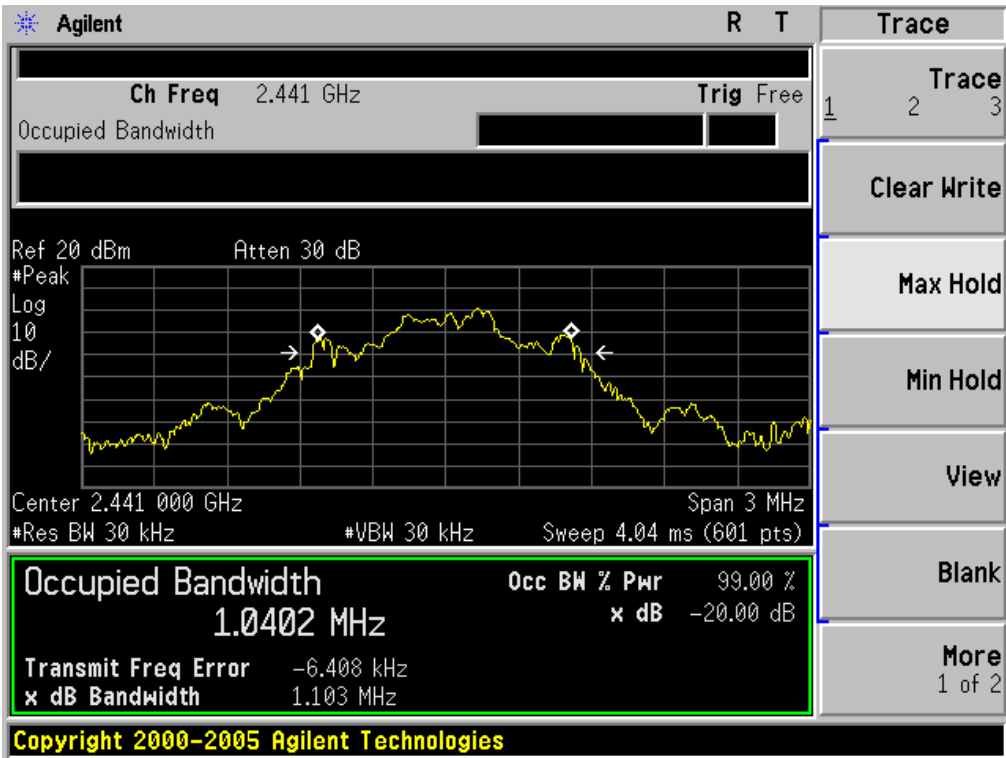 Agilent R T
Ch Freq 2.441 GHz Trig Free
Occupied Bandwidth
Ref 20 dBm Atten 30 dB
#Peak
Log
10
dB/
Center 2.441 000 GHz Span 3 MHz
#Res BW 30 kHz #VBW 30 kHz Sweep 4.04 ms (601 pts)
Occupied Bandwidth Occ BW % Pwr 99.00 %
1.0402 MHz x dB -20.00 dB
Transmit Freq Error -6.408 kHz
x dB Bandwidth 1.103 MHz
Copyright 2000-2005 Agilent Technologies
Trace
Trace
1 2 3
Clear Write
Max Hold
Min Hold
View
Blank
More
1 of 2